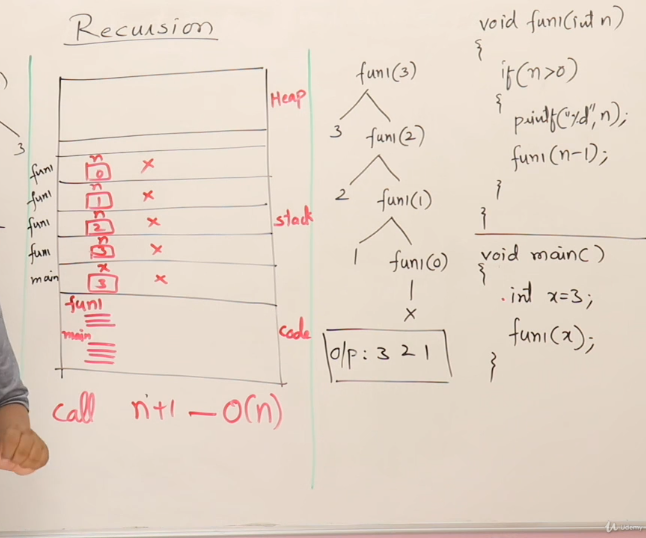 Recursion
)
3
Heap
stack
code
n
fun1 0 ×
n
fun1 1 ×
n
fun1 2 ×
n
fun1 3 ×
x
main 3 ×
fun1
main
call n+1 — O(n)
fun1(3)
3 fun1(2)
2 fun1(1)
1 fun1(0)
×
O/p: 3 2 1
void fun1(int n)
{
if(n>0)
{
printf("%d", n);
fun1(n-1);
}
}
void main()
{
int x=3;
fun1(x);
}
Udemy